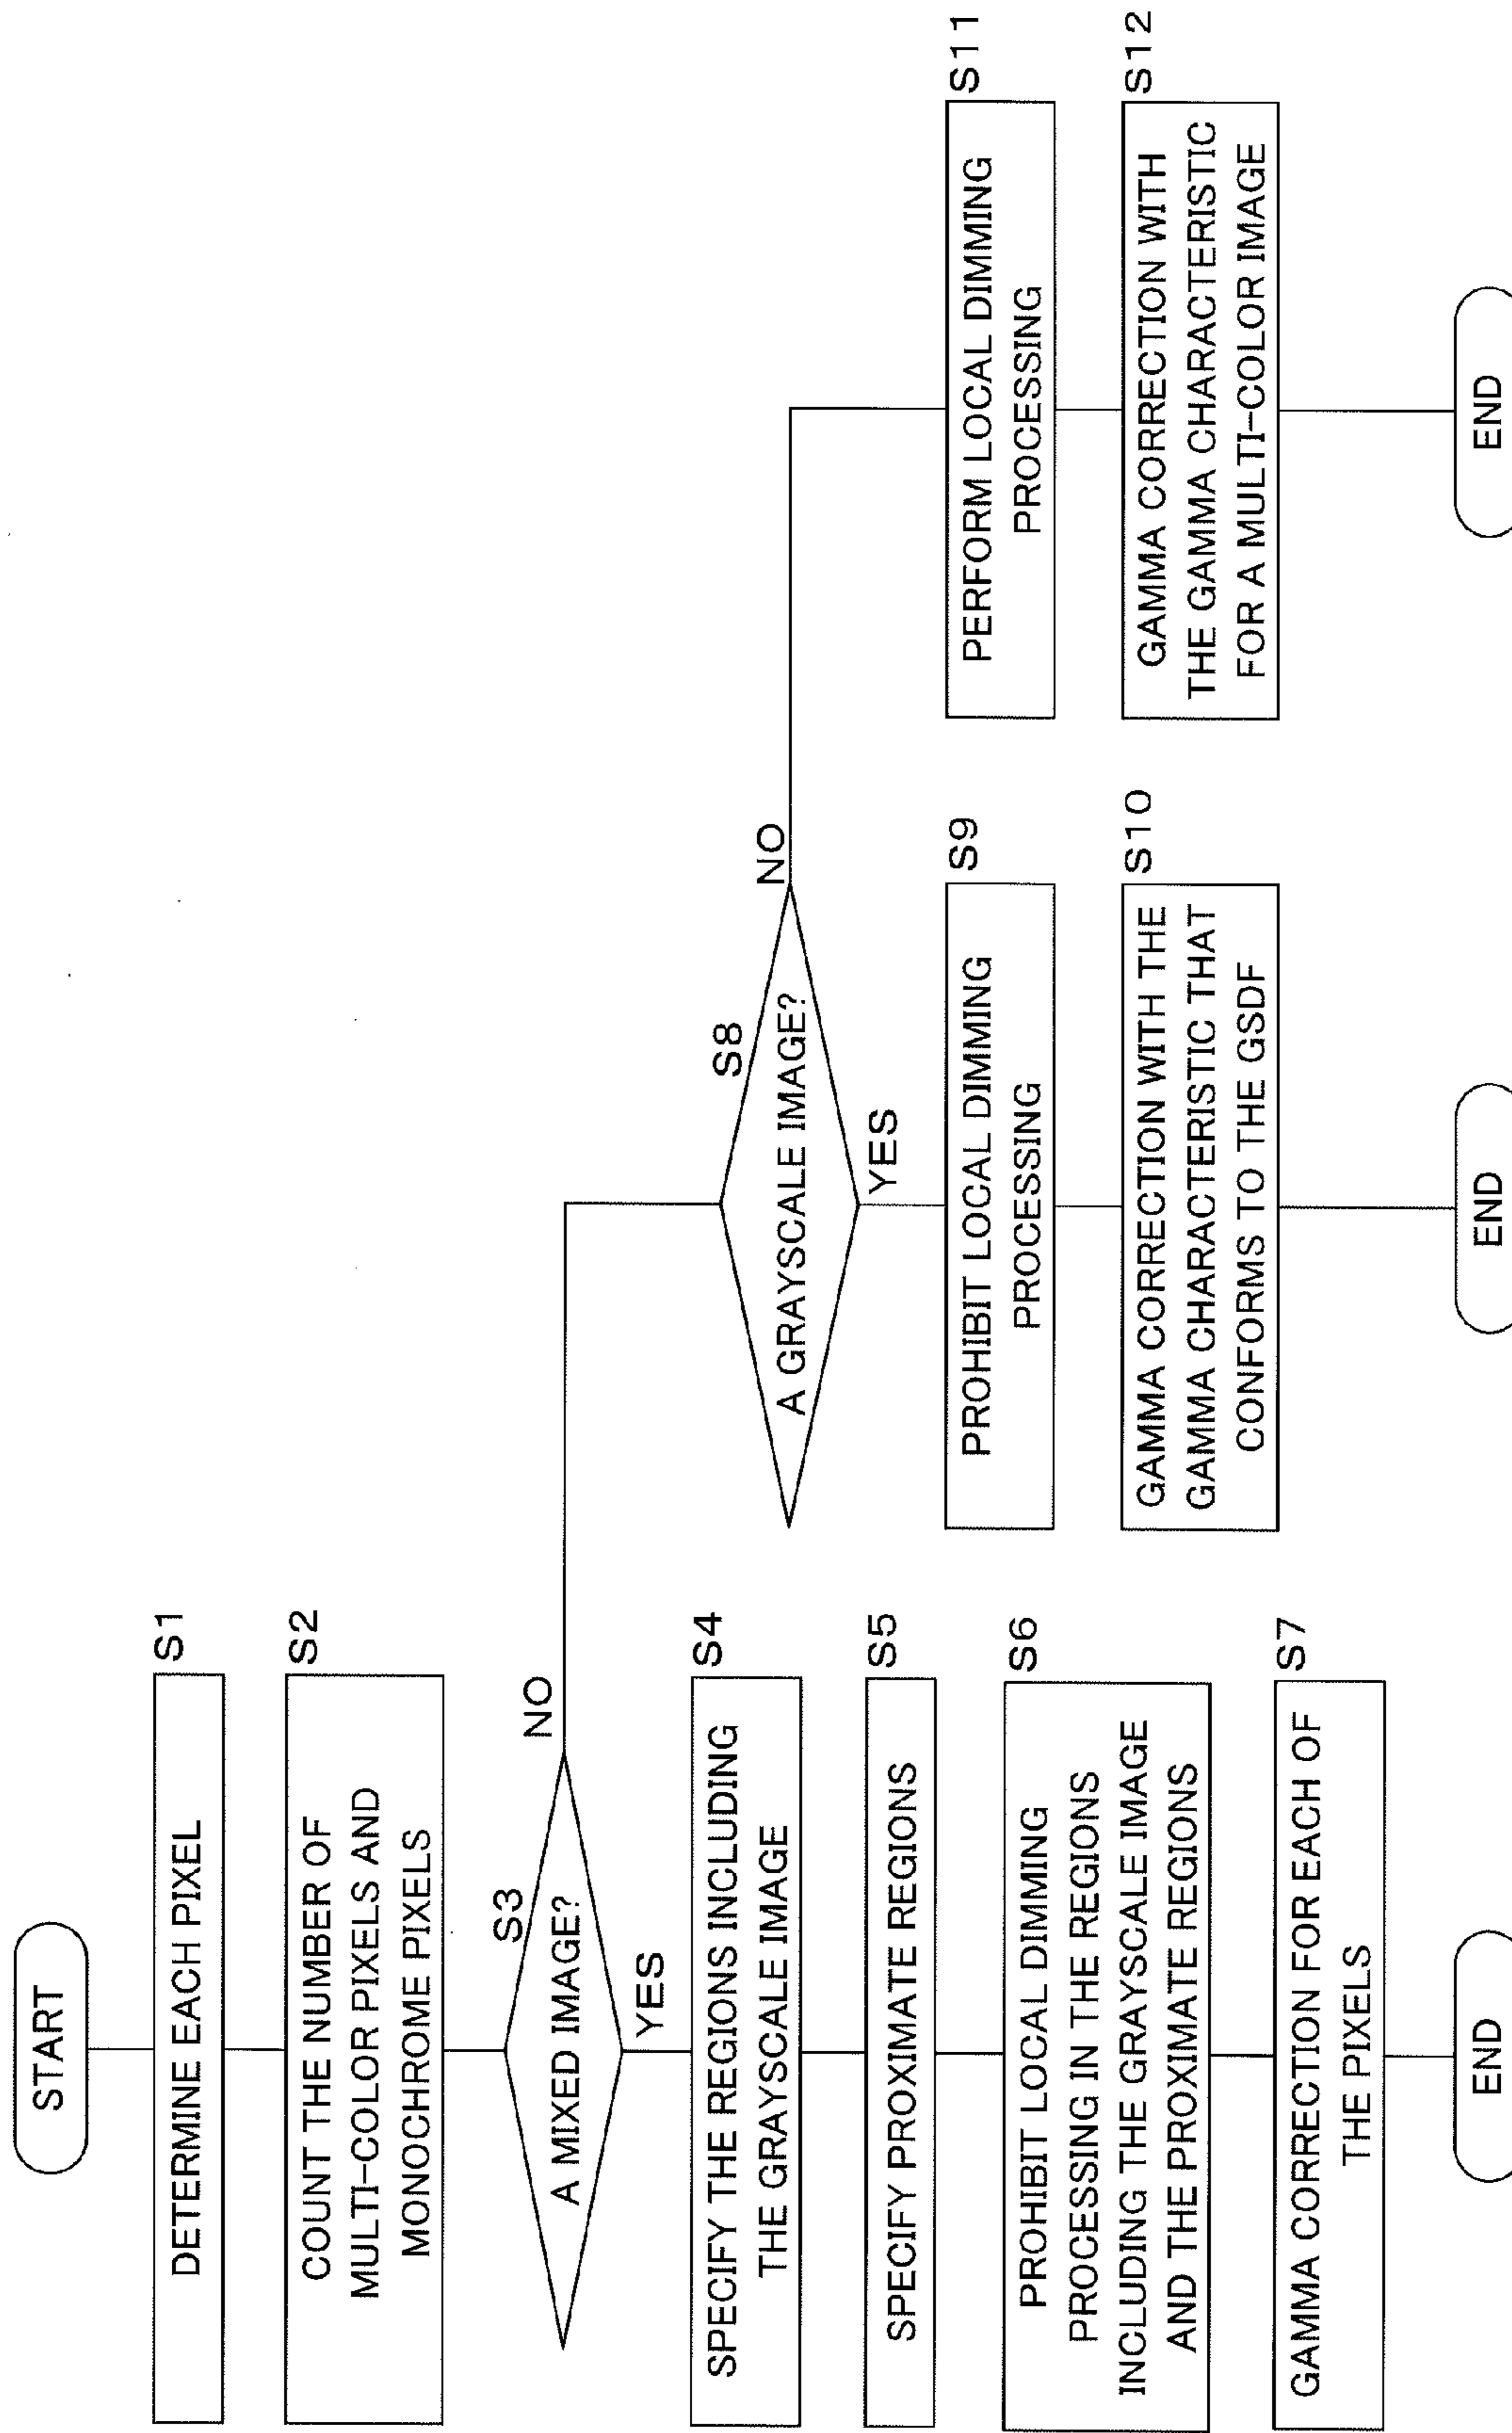 START
S1
DETERMINE EACH PIXEL
S2
COUNT THE NUMBER OF
MULTI-COLOR PIXELS AND
MONOCHROME PIXELS
S3
A MIXED IMAGE?
NO
YES
S4
SPECIFY THE REGIONS INCLUDING
THE GRAYSCALE IMAGE
S5
SPECIFY PROXIMATE REGIONS
S6
PROHIBIT LOCAL DIMMING
PROCESSING IN THE REGIONS
INCLUDING THE GRAYSCALE IMAGE
AND THE PROXIMATE REGIONS
S7
GAMMA CORRECTION FOR EACH OF
THE PIXELS
END
S8
A GRAYSCALE IMAGE?
NO
YES
S9
PROHIBIT LOCAL DIMMING
PROCESSING
S10
GAMMA CORRECTION WITH THE
GAMMA CHARACTERISTIC THAT
CONFORMS TO THE GSDF
END
S11
PERFORM LOCAL DIMMING
PROCESSING
S12
GAMMA CORRECTION WITH
THE GAMMA CHARACTERISTIC
FOR A MULTI-COLOR IMAGE
END